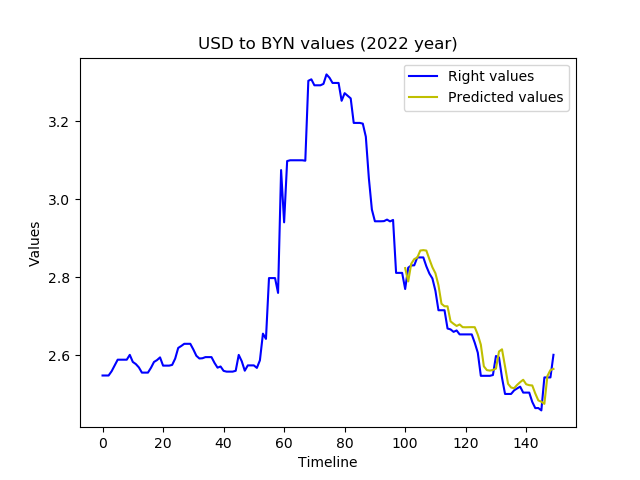 USD to BYN values (2022 year)
Right values
Predicted values
3.2
3.0
2.8
2.6
Values
0 20 40 60 80 100 120 140
Timeline